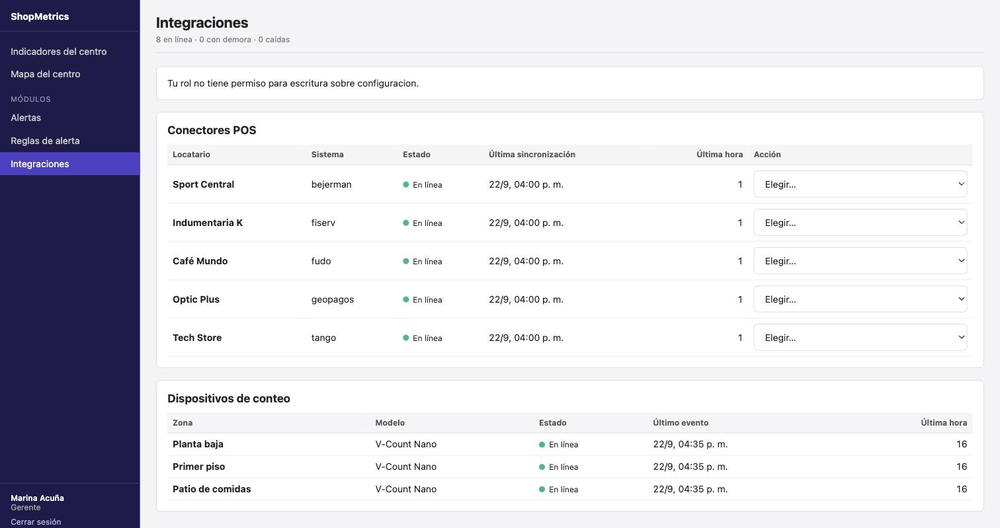 ShopMetrics
Indicadores del centro
Mapa del centro
MÓDULOS
Alertas
Reglas de alerta
Integraciones
Marina Acuña
Gerente
Cerrar sesión
Integraciones
8 en línea · 0 con demora · 0 caídas
Tu rol no tiene permiso para escritura sobre configuracion.
Conectores POS
Locatario Sistema Estado Última sincronización Última hora Acción
Sport Central bejerman En línea 22/9, 04:00 p. m. 1 Elegir...
Indumentaria K fiserv En línea 22/9, 04:00 p. m. 1 Elegir...
Café Mundo fudo En línea 22/9, 04:00 p. m. 1 Elegir...
Optic Plus geopagos En línea 22/9, 04:00 p. m. 1 Elegir...
Tech Store tango En línea 22/9, 04:00 p. m. 1 Elegir...
Dispositivos de conteo
Zona Modelo Estado Último evento Última hora
Planta baja V-Count Nano En línea 22/9, 04:35 p. m. 16
Primer piso V-Count Nano En línea 22/9, 04:35 p. m. 16
Patio de comidas V-Count Nano En línea 22/9, 04:35 p. m. 16